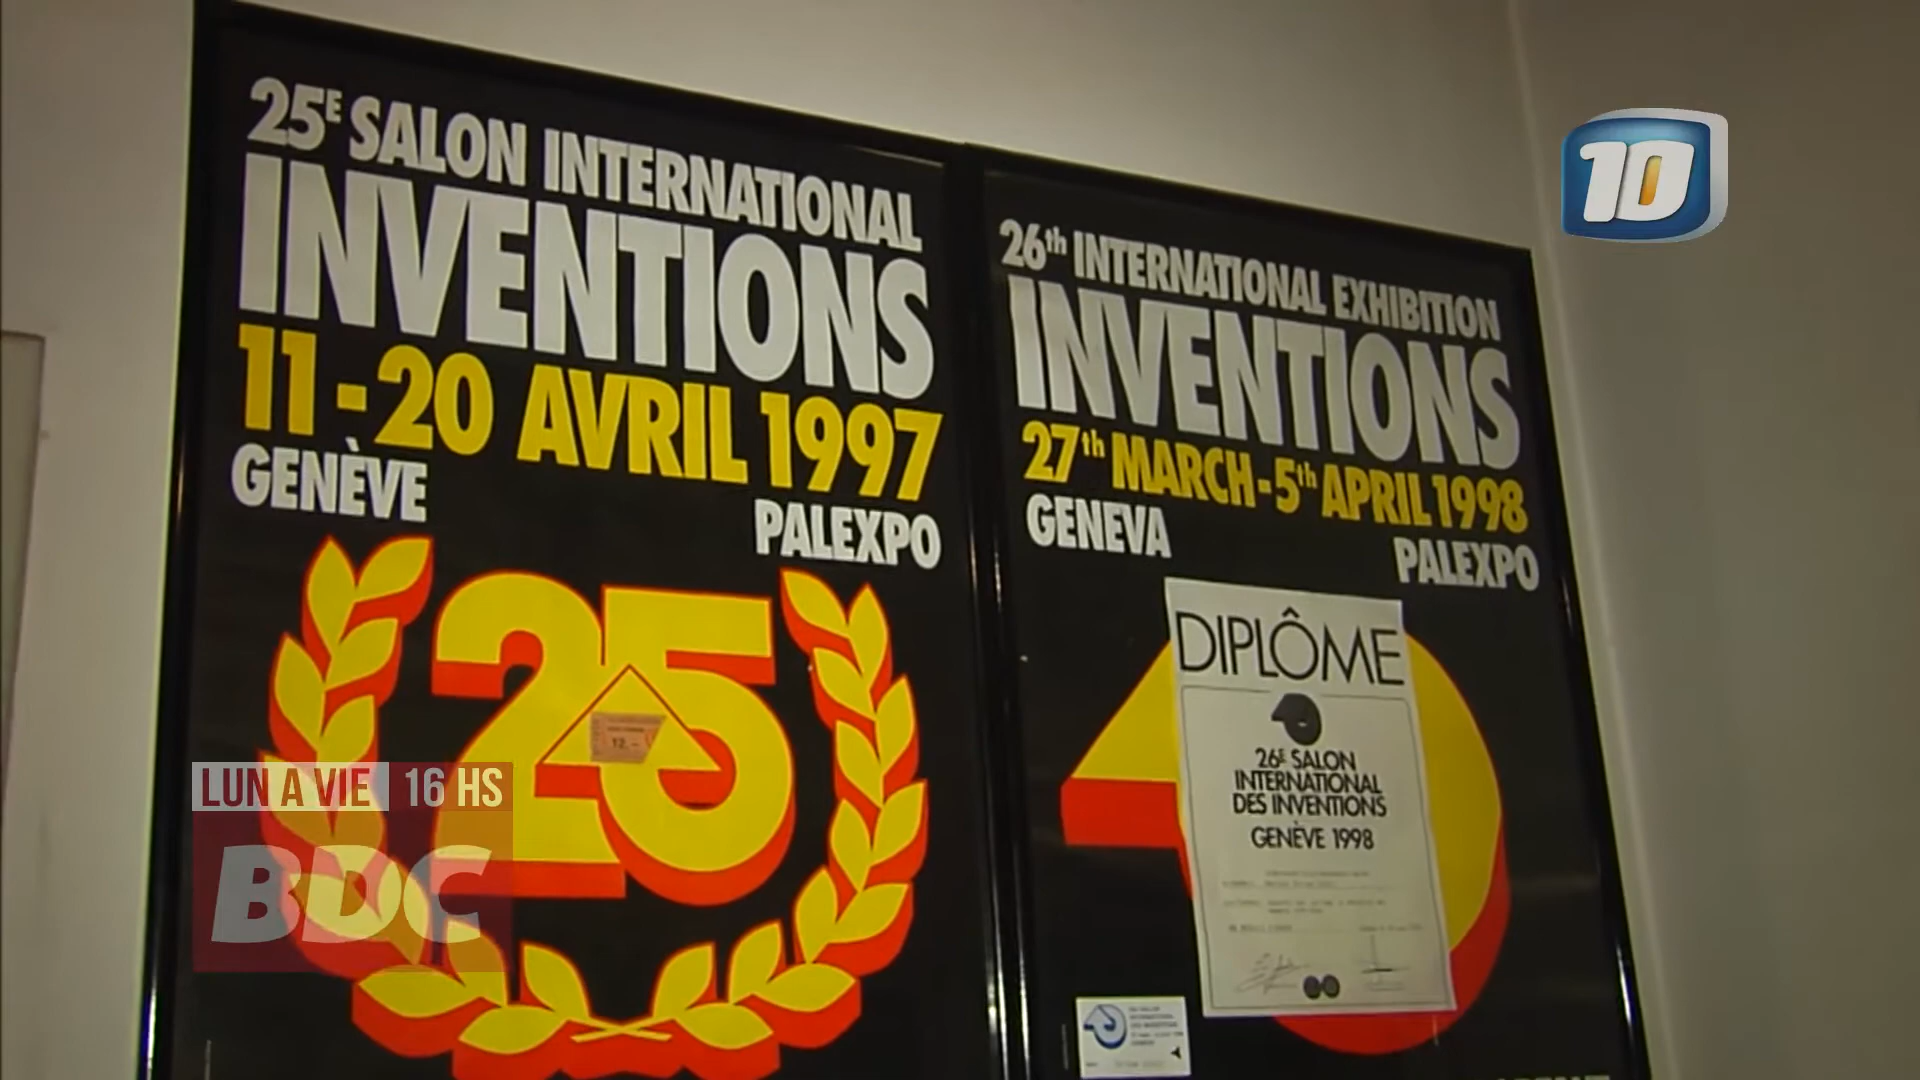 25E SALON INTERNATIONAL
INVENTIONS
11-20 AVRIL 1997
GENÈVE
PALEXPO
25
12.-
26th INTERNATIONAL EXHIBITION
INVENTIONS
27th MARCH-5th APRIL 1998
GENEVA
PALEXPO
DIPLÔME
26E SALON
INTERNATIONAL
DES INVENTIONS
GENÈVE 1998
10
LUN A VIE 16 HS
BDC